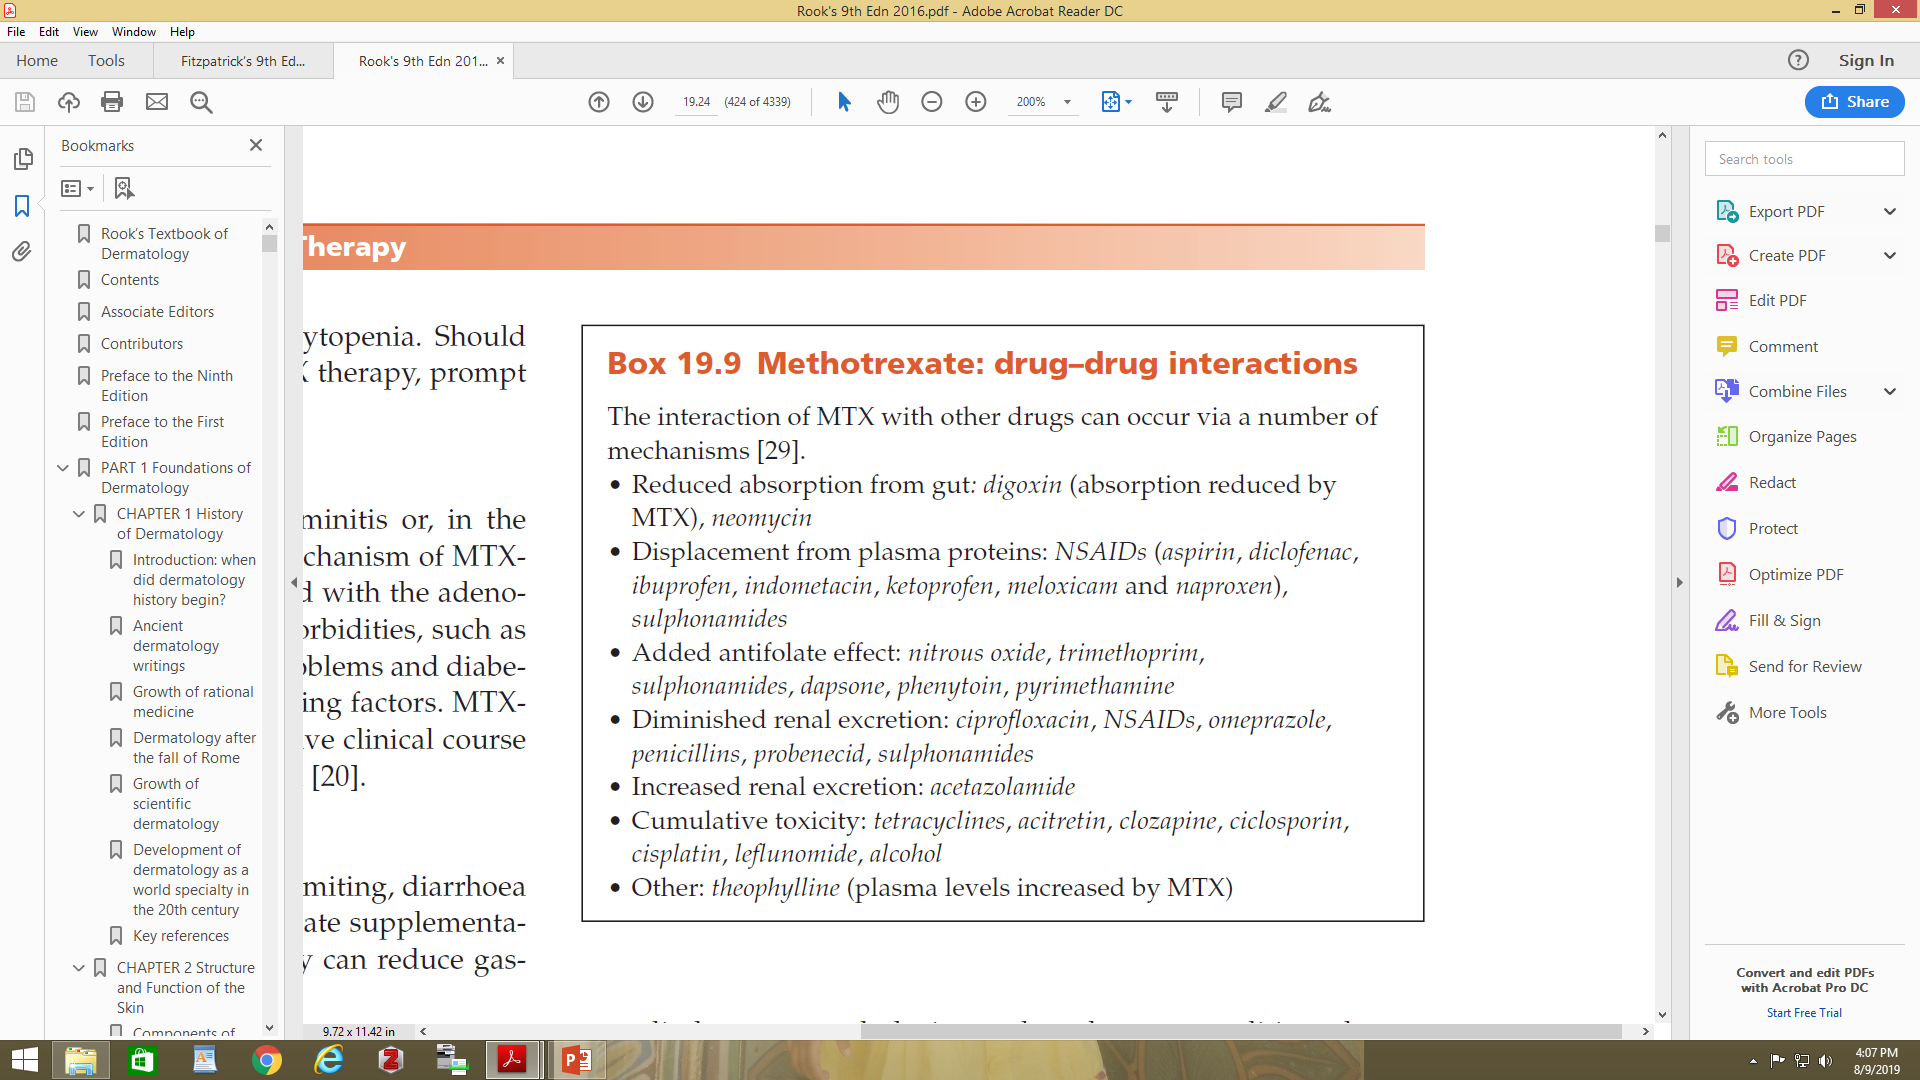 Rook's 9th Edn 2016.pdf - Adobe Acrobat Reader DC
File Edit View Window Help
Home Tools Fitzpatrick's 9th Ed... Rook's 9th Edn 201...
Sign In
19.24 (424 of 4339) 200%
Share
Bookmarks
Rook's Textbook of
Dermatology
Contents
Associate Editors
Contributors
Preface to the Ninth
Edition
Preface to the First
Edition
PART 1 Foundations of
Dermatology
CHAPTER 1 History
of Dermatology
Introduction: when
did dermatology
history begin?
Ancient
dermatology
writings
Growth of rational
medicine
Dermatology after
the fall of Rome
Growth of
scientific
dermatology
Development of
dermatology as a
world specialty in
the 20th century
Key references
CHAPTER 2 Structure
and Function of the
Skin
Components of
Therapy
ytopenia. Should
X therapy, prompt
minitis or, in the
chanism of MTX-
d with the adeno-
orbidities, such as
oblems and diabe-
ing factors. MTX-
ive clinical course
[20].
miting, diarrhoea
ate supplementa-
y can reduce gas-
Box 19.9 Methotrexate: drug–drug interactions
The interaction of MTX with other drugs can occur via a number of
mechanisms [29].
• Reduced absorption from gut: digoxin (absorption reduced by
MTX), neomycin
• Displacement from plasma proteins: NSAIDs (aspirin, diclofenac,
ibuprofen, indometacin, ketoprofen, meloxicam and naproxen),
sulphonamides
• Added antifolate effect: nitrous oxide, trimethoprim,
sulphonamides, dapsone, phenytoin, pyrimethamine
• Diminished renal excretion: ciprofloxacin, NSAIDs, omeprazole,
penicillins, probenecid, sulphonamides
• Increased renal excretion: acetazolamide
• Cumulative toxicity: tetracyclines, acitretin, clozapine, ciclosporin,
cisplatin, leflunomide, alcohol
• Other: theophylline (plasma levels increased by MTX)
9.72 x 11.42 in
Search tools
Export PDF
Create PDF
Edit PDF
Comment
Combine Files
Organize Pages
Redact
Protect
Optimize PDF
Fill & Sign
Send for Review
More Tools
Convert and edit PDFs
with Acrobat Pro DC
Start Free Trial
4:07 PM
8/9/2019